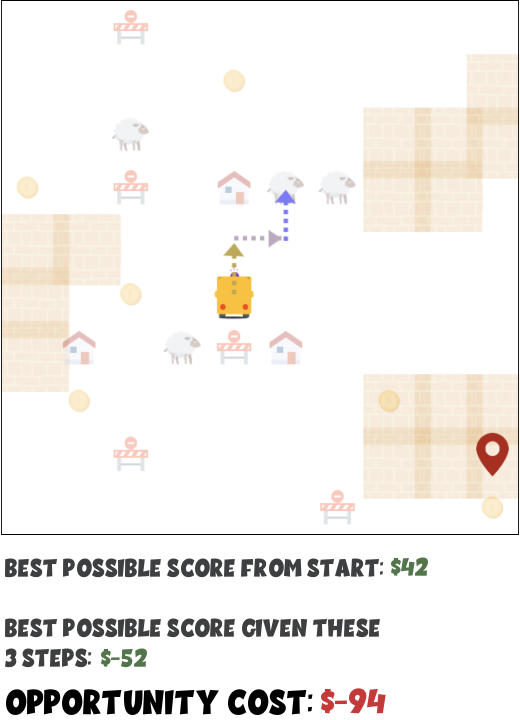 BEST POSSIBLE SCORE FROM START: $42
BEST POSSIBLE SCORE GIVEN THESE
3 STEPS: $-52
OPPORTUNITY COST: $-94